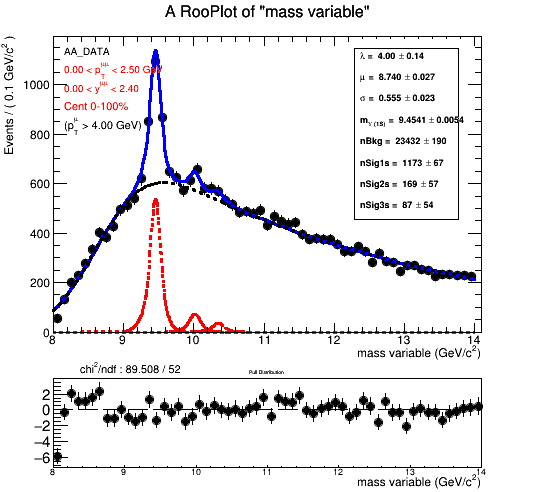 A RooPlot of "mass variable"
Events / ( 0.1 GeV/c² )
AA_DATA
0.00 < p_T^μμ < 2.50 GeV
0.00 < y^μμ < 2.40
Cent 0-100%
(p_T^μ > 4.00 GeV)
λ = 4.00 ± 0.14
μ = 8.740 ± 0.027
σ = 0.555 ± 0.023
m_Υ(1S) = 9.4541 ± 0.0054
nBkg = 23432 ± 190
nSig1s = 1173 ± 67
nSig2s = 169 ± 57
nSig3s = 87 ± 54
1000
800
600
400
200
0
8 9 10 11 12 13 14
mass variable (GeV/c²)
chi²/ndf : 89.508 / 52
Pull Distribution
2
0
−2
−4
−6
8 9 10 11 12 13 14
mass variable (GeV/c²)